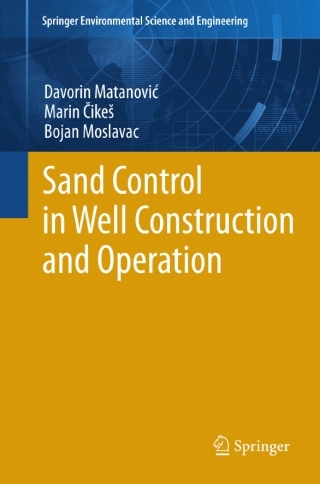 Springer Environmental Science and Engineering
Davorin Matanović
Marin Čikeš
Bojan Moslavac
Sand Control
in Well Construction
and Operation
Springer